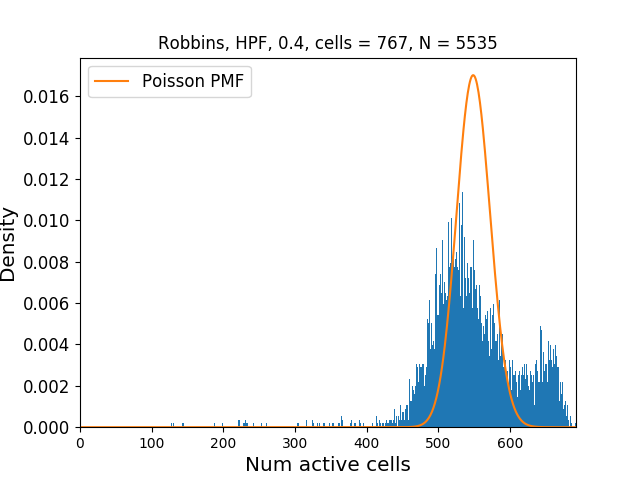 Robbins, HPF, 0.4, cells = 767, N = 5535
Poisson PMF
Density
0.016
0.014
0.012
0.010
0.008
0.006
0.004
0.002
0.000
0 100 200 300 400 500 600
Num active cells